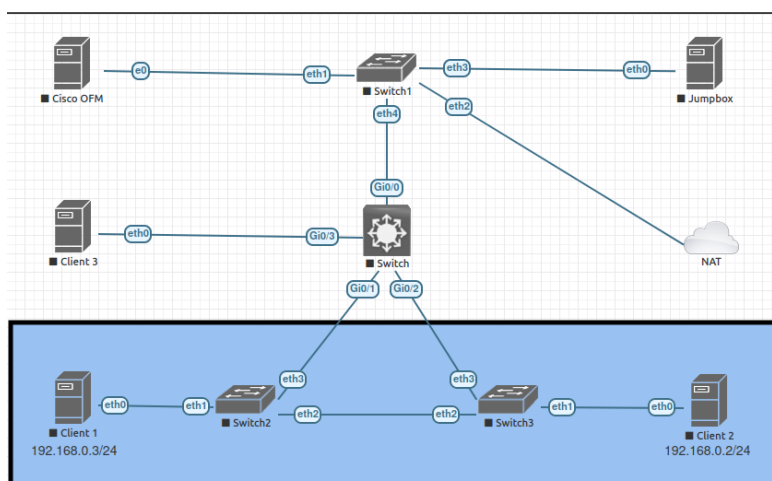 e0
eth1
eth3
eth0
Cisco OFM
Switch1
Jumpbox
eth4
eth2
Gi0/0
eth0
Gi0/3
Client 3
Switch
NAT
Gi0/1
Gi0/2
eth3
eth3
eth0
eth1
eth2
eth2
eth1
eth0
Client 1
Switch2
Switch3
Client 2
192.168.0.3/24
192.168.0.2/24